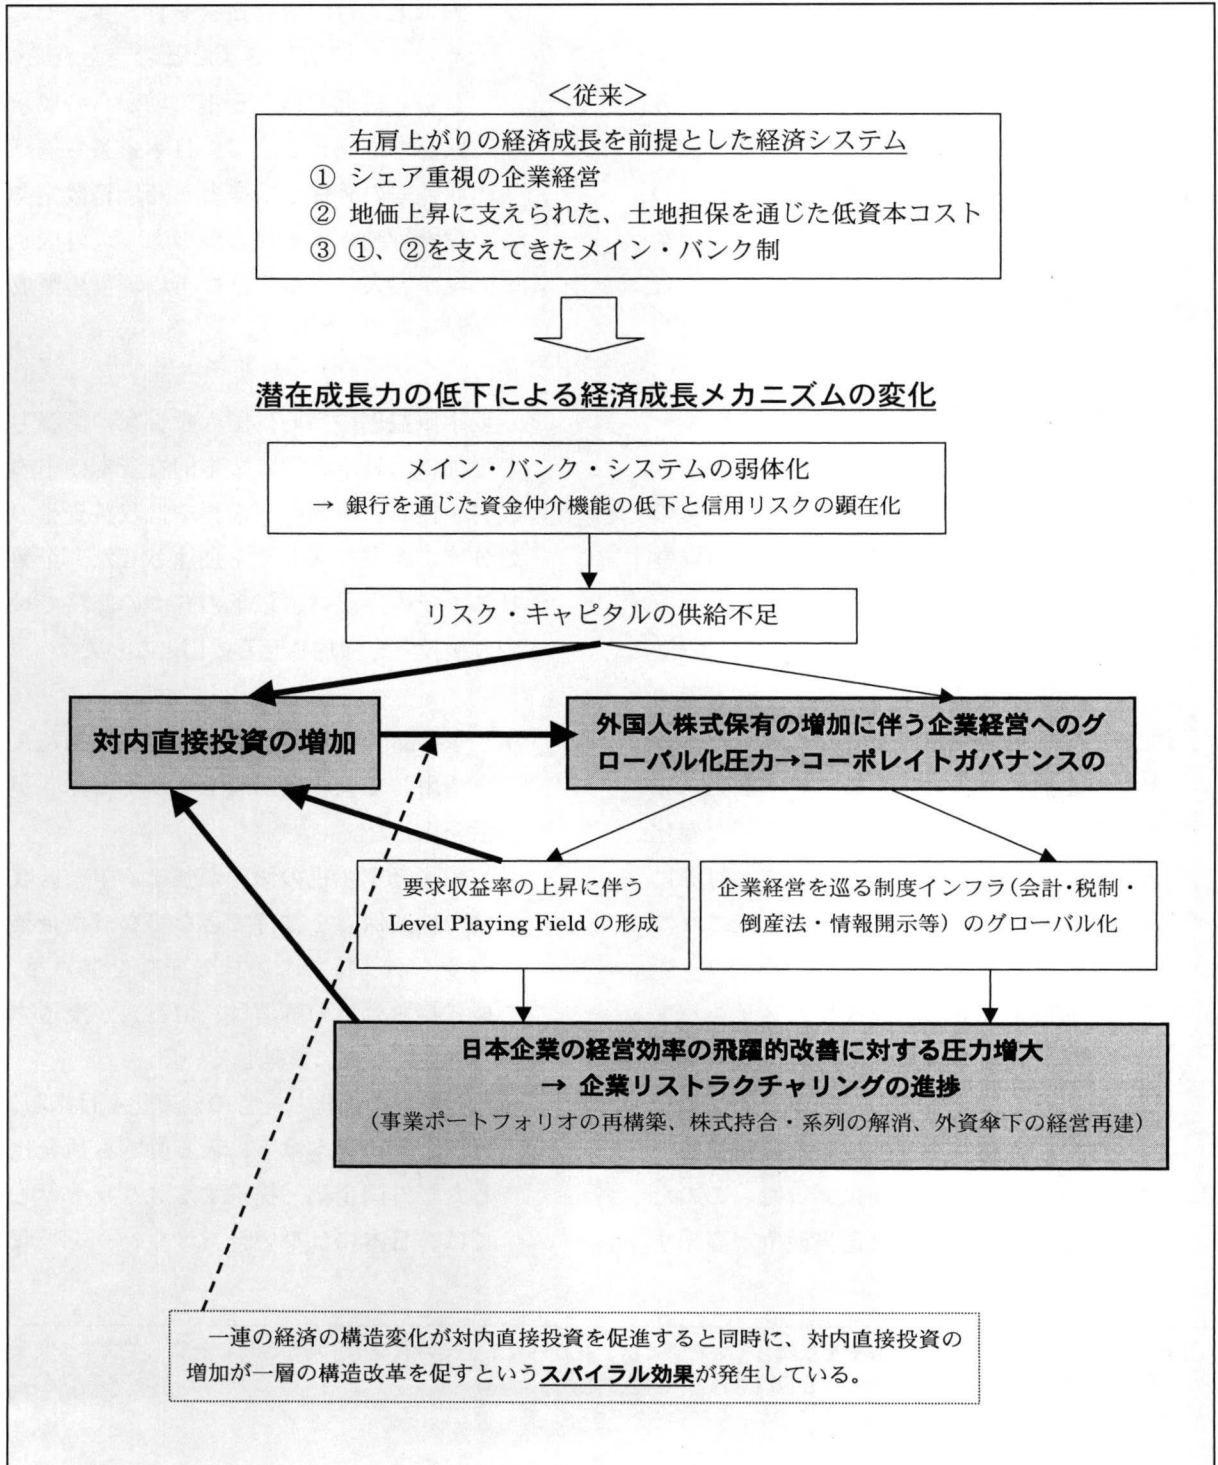 ＜従来＞
右肩上がりの経済成長を前提とした経済システム
① シェア重視の企業経営
② 地価上昇に支えられた、土地担保を通じた低資本コスト
③ ①、②を支えてきたメイン・バンク制
潜在成長力の低下による経済成長メカニズムの変化
メイン・バンク・システムの弱体化
→ 銀行を通じた資金仲介機能の低下と信用リスクの顕在化
リスク・キャピタルの供給不足
対内直接投資の増加
外国人株式保有の増加に伴う企業経営へのグ
ローバル化圧力→コーポレイトガバナンスの
要求収益率の上昇に伴う
Level Playing Field の形成
企業経営を巡る制度インフラ（会計・税制・
倒産法・情報開示等）のグローバル化
日本企業の経営効率の飛躍的改善に対する圧力増大
→ 企業リストラクチャリングの進捗
（事業ポートフォリオの再構築、株式持合・系列の解消、外資傘下の経営再建）
一連の経済の構造変化が対内直接投資を促進すると同時に、対内直接投資の
増加が一層の構造改革を促すというスパイラル効果が発生している。